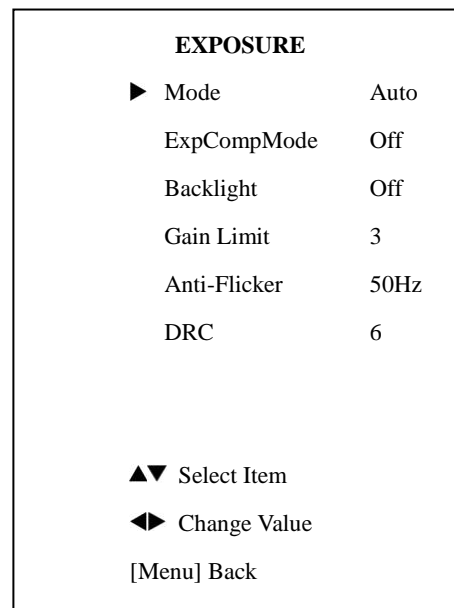 EXPOSURE
▶ Mode Auto
ExpCompMode Off
Backlight Off
Gain Limit 3
Anti-Flicker 50Hz
DRC 6
▲▼ Select Item
◀▶ Change Value
[Menu] Back